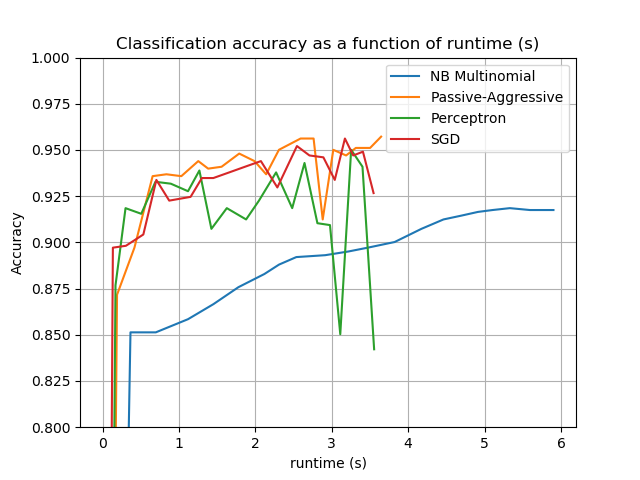 Classification accuracy as a function of runtime (s)
NB Multinomial
Passive-Aggressive
Perceptron
SGD
1.000
0.975
0.950
0.925
0.900
0.875
0.850
0.825
0.800
Accuracy
0 1 2 3 4 5 6
runtime (s)